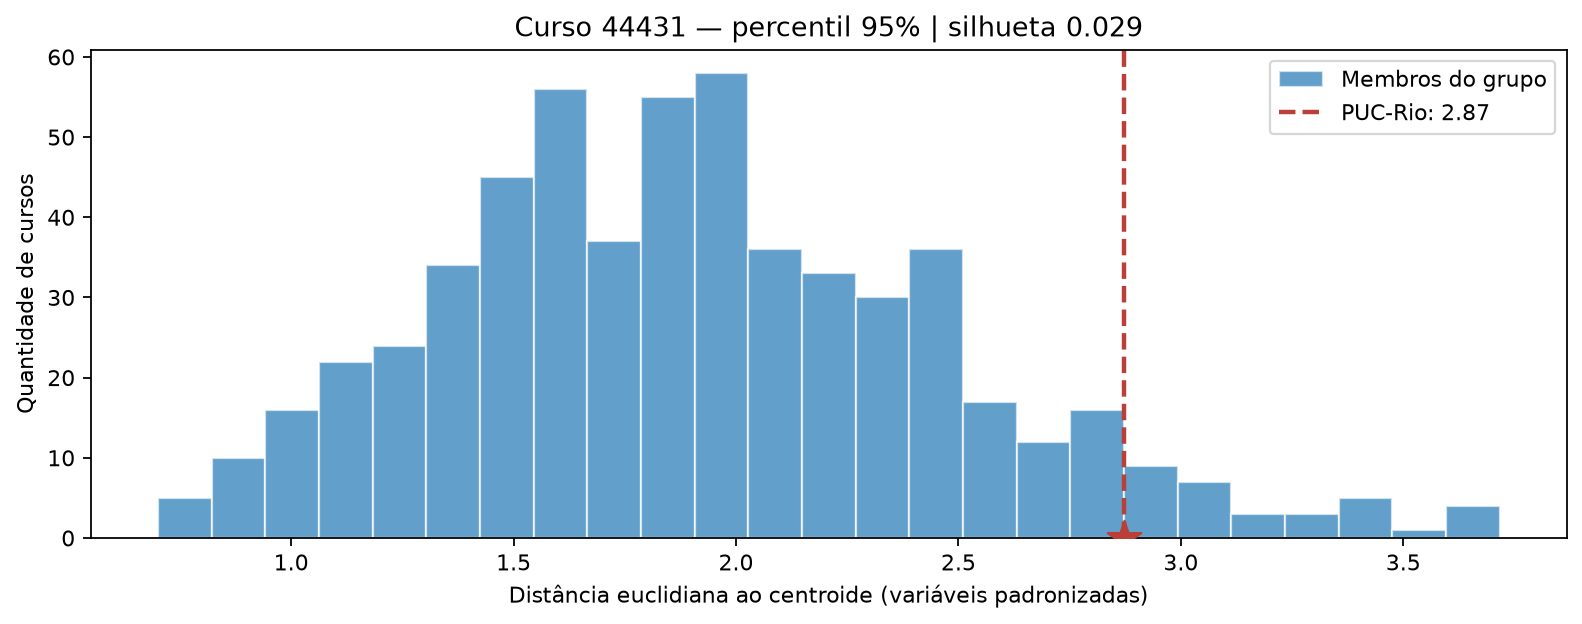 Curso 44431 — percentil 95% | silhueta 0.029
Membros do grupo
PUC-Rio: 2.87
Quantidade de cursos
60
50
40
30
20
10
0
1.0 1.5 2.0 2.5 3.0 3.5
Distância euclidiana ao centroide (variáveis padronizadas)